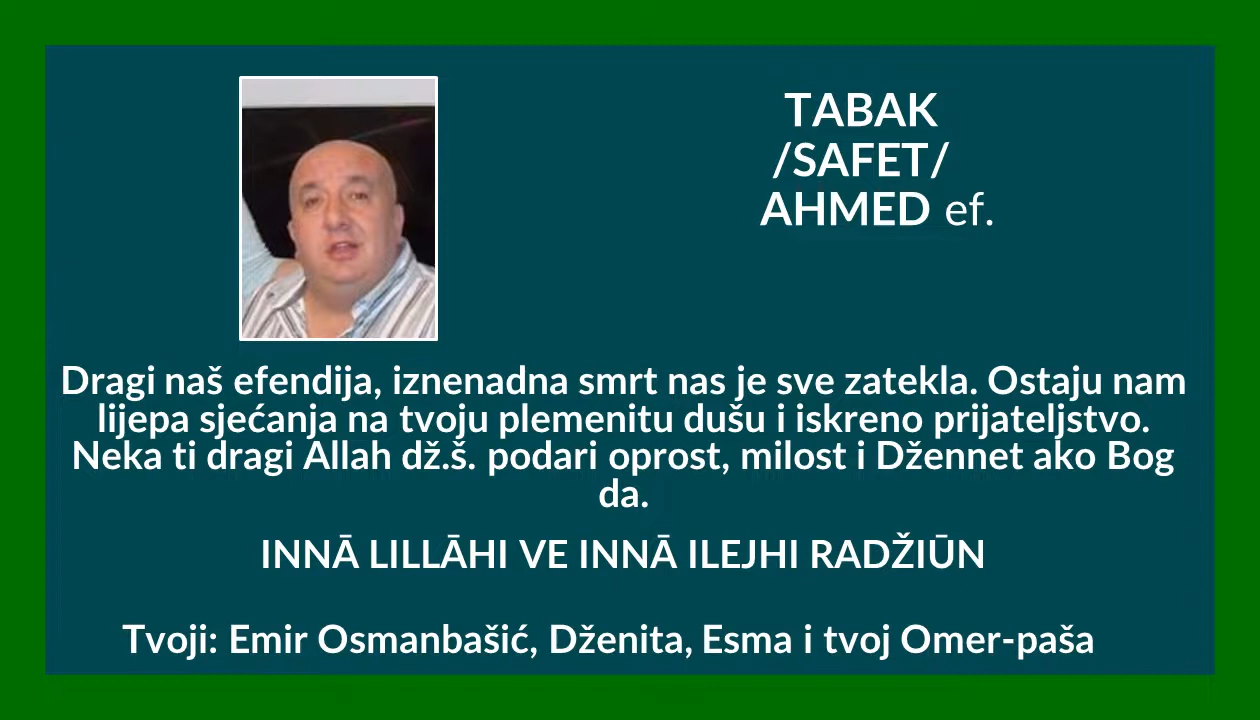 TABAK
/SAFET/
AHMED ef.
Dragi naš efendija, iznenadna smrt nas je sve zatekla. Ostaju nam
lijepa sjećanja na tvoju plemenitu dušu i iskreno prijateljstvo.
Neka ti dragi Allah dž.š. podari oprost, milost i Džennet ako Bog
da.
INNĀ LILLĀHI VE INNĀ ILEJHI RADŽIŪN
Tvoji: Emir Osmanbašić, Dženita, Esma i tvoj Omer-paša